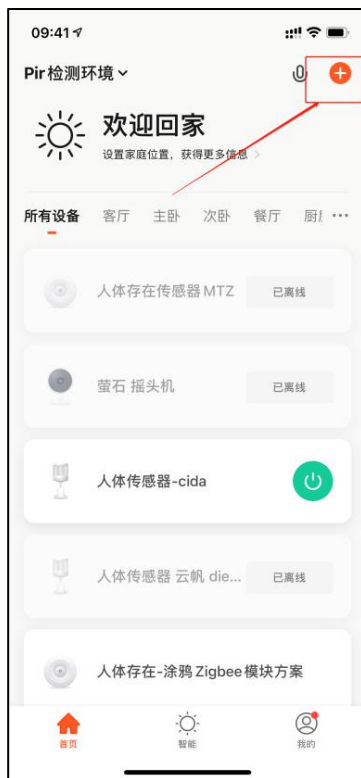 09:41
Pir检测环境
欢迎回家
设置家庭位置，获得更多信息
所有设备 客厅 主卧 次卧 餐厅 ...
人体存在传感器MTZ 已离线
萤石 摇头机 已离线
人体传感器-cida
人体传感器 云帆 die... 已离线
人体存在-涂鸦Zigbee模块方案
首页 智能 我的